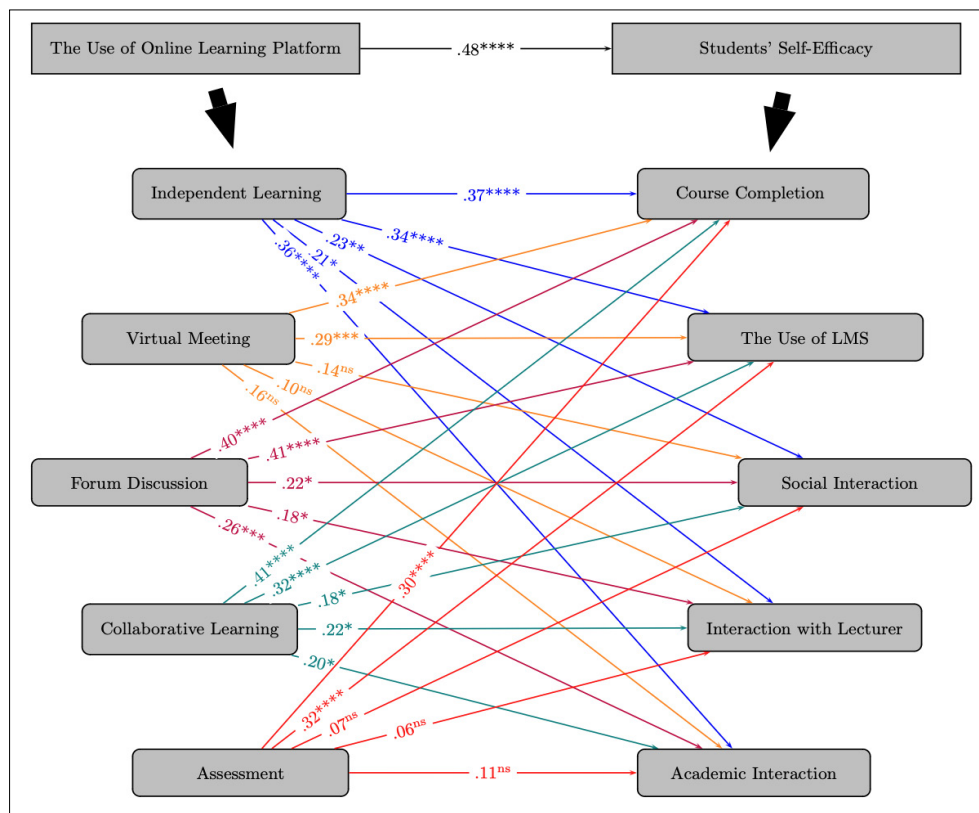 The Use of Online Learning Platform
.48****
Students' Self-Efficacy
Independent Learning
.37****
Course Completion
.34****
.23**
.21*
.36****
Virtual Meeting
.34****
.29***
.14ns
.10ns
.16ns
The Use of LMS
Forum Discussion
.40****
.41****
.22*
.18*
.26***
Social Interaction
Collaborative Learning
.41****
.32****
.18*
.22*
.20*
Interaction with Lecturer
Assessment
.30****
.32****
.07ns
.06ns
.11ns
Academic Interaction